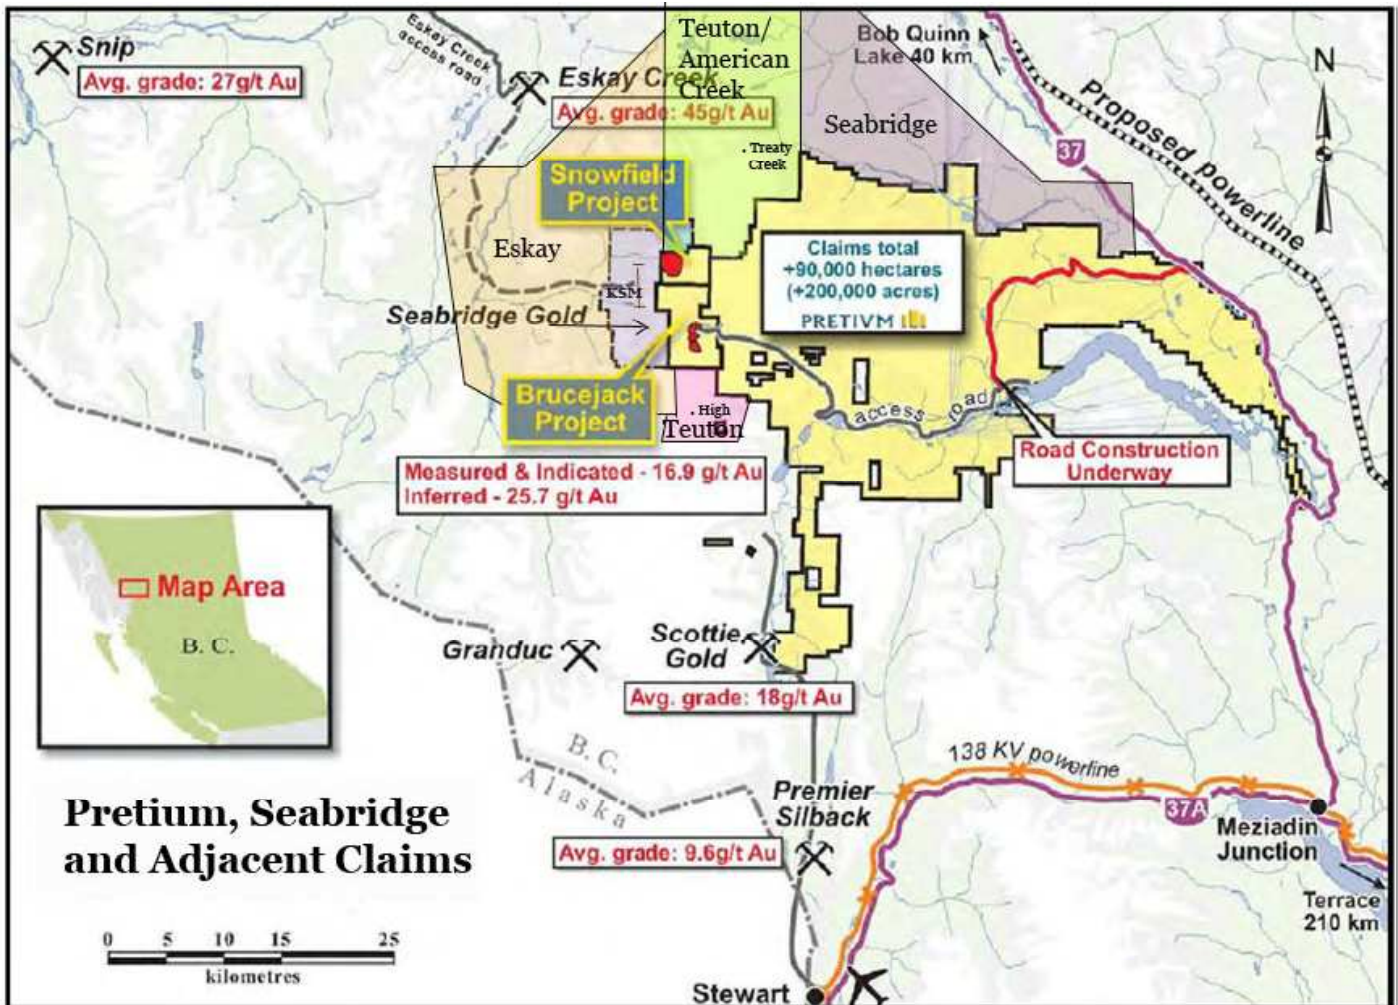 Snip
Avg. grade: 27g/t Au
Eskay Creek
access road
Eskay Creek
Avg. grade: 45g/t Au
Teuton/
American
Creek
Treaty
Creek
Bob Quinn
Lake 40 km
Seabridge
37
Proposed powerline
N
Snowfield
Project
Eskay
KSM
Seabridge Gold
Claims total
+90,000 hectares
(+200,000 acres)
PRETIVM
Brucejack
Project
High
Teuton
access road
Road Construction
Underway
Measured & Indicated - 16.9 g/t Au
Inferred - 25.7 g/t Au
Map Area
B. C.
Granduc
Scottie
Gold
Avg. grade: 18g/t Au
B. C.
Alaska
138 KV powerline
Premier
Silback
37A
Meziadin
Junction
Avg. grade: 9.6g/t Au
Terrace
210 km
Pretium, Seabridge
and Adjacent Claims
0 5 10 15 25
kilometres
Stewart